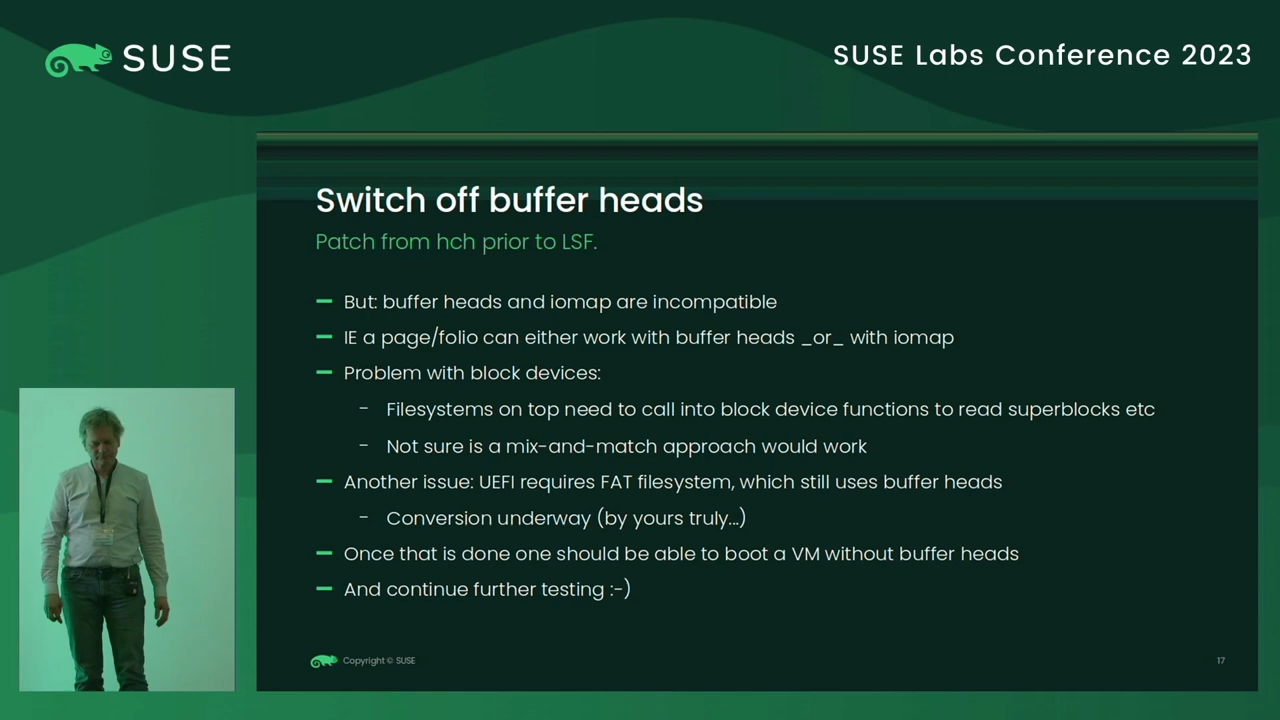 SUSE
SUSE Labs Conference 2023
Switch off buffer heads
Patch from hch prior to LSF.
But: buffer heads and iomap are incompatible
IE a page/folio can either work with buffer heads _or_ with iomap
Problem with block devices:
- Filesystems on top need to call into block device functions to read superblocks etc
- Not sure is a mix-and-match approach would work
Another issue: UEFI requires FAT filesystem, which still uses buffer heads
- Conversion underway (by yours truly...)
Once that is done one should be able to boot a VM without buffer heads
And continue further testing :-)
Copyright © SUSE
17